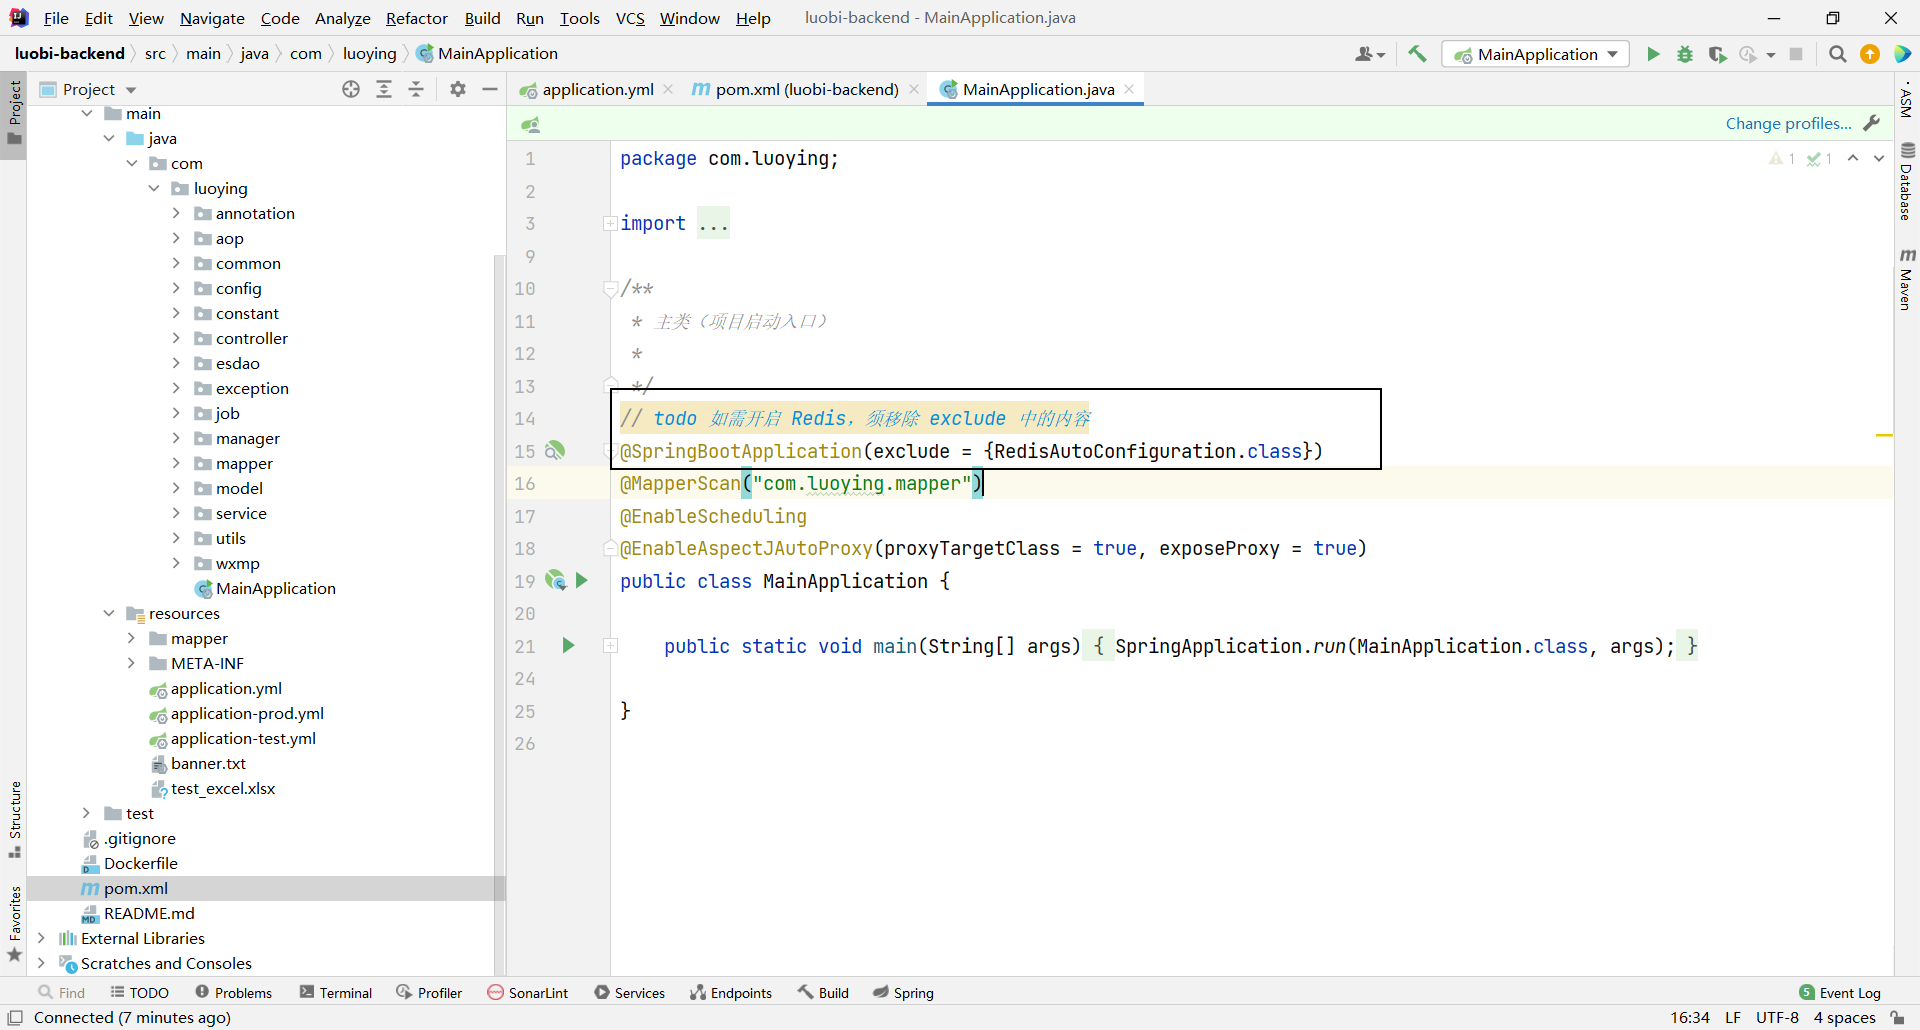 File Edit View Navigate Code Analyze Refactor Build Run Tools VCS Window Help luobi-backend - MainApplication.java
luobi-backend src main java com luoying MainApplication
MainApplication
Project
Project
application.yml
pom.xml (luobi-backend)
MainApplication.java
Change profiles...
main
java
com
luoying
annotation
aop
common
config
constant
controller
esdao
exception
job
manager
mapper
model
service
utils
wxmp
MainApplication
resources
mapper
META-INF
application.yml
application-prod.yml
application-test.yml
banner.txt
test_excel.xlsx
test
.gitignore
Dockerfile
pom.xml
README.md
External Libraries
Scratches and Consoles
Structure
Favorites
1 package com.luoying;
2
3 import ...
9
10 /**
11 * 主类（项目启动入口）
12 *
13 */
14 // todo 如需开启 Redis，须移除 exclude 中的内容
15 @SpringBootApplication(exclude = {RedisAutoConfiguration.class})
16 @MapperScan("com.luoying.mapper")
17 @EnableScheduling
18 @EnableAspectJAutoProxy(proxyTargetClass = true, exposeProxy = true)
19 public class MainApplication {
20
21 public static void main(String[] args) { SpringApplication.run(MainApplication.class, args); }
24
25 }
26
1 1
ASM
Database
Maven
Find TODO Problems Terminal Profiler SonarLint Services Endpoints Build Spring 5 Event Log
Connected (7 minutes ago) 16:34 LF UTF-8 4 spaces